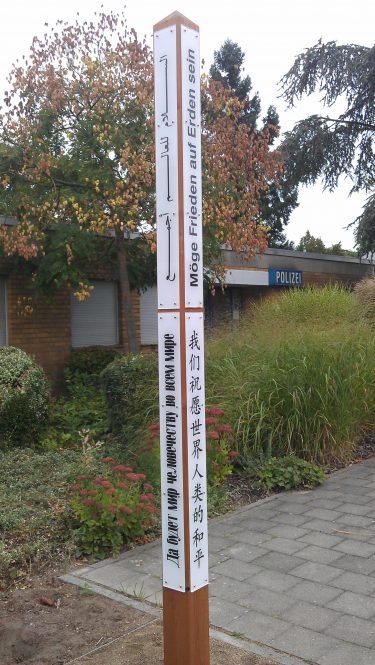 Möge Frieden auf Erden sein
Да будет мир человечеству во всем мире
我们祝愿世界人类的和平
POLIZEI